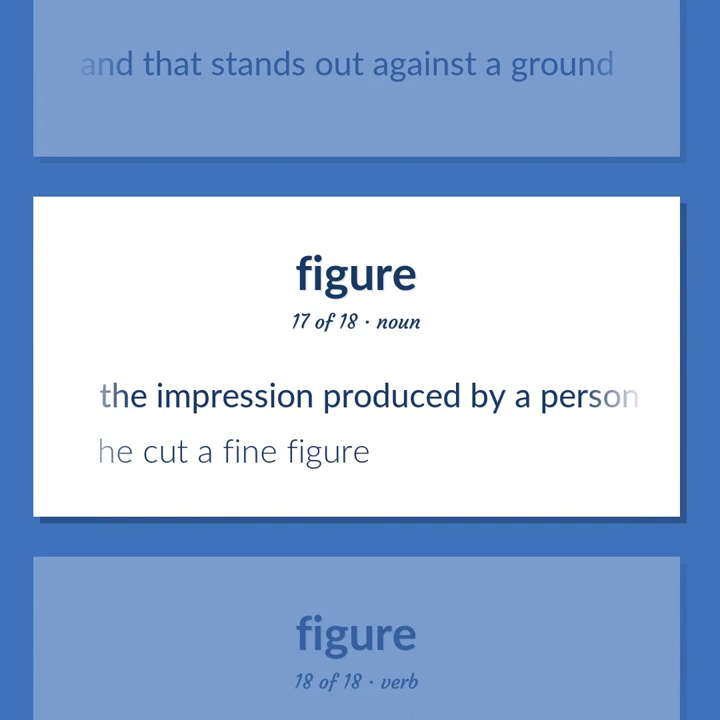 and that stands out against a ground
figure
17 of 18 · noun
the impression produced by a person
he cut a fine figure
figure
18 of 18 · verb